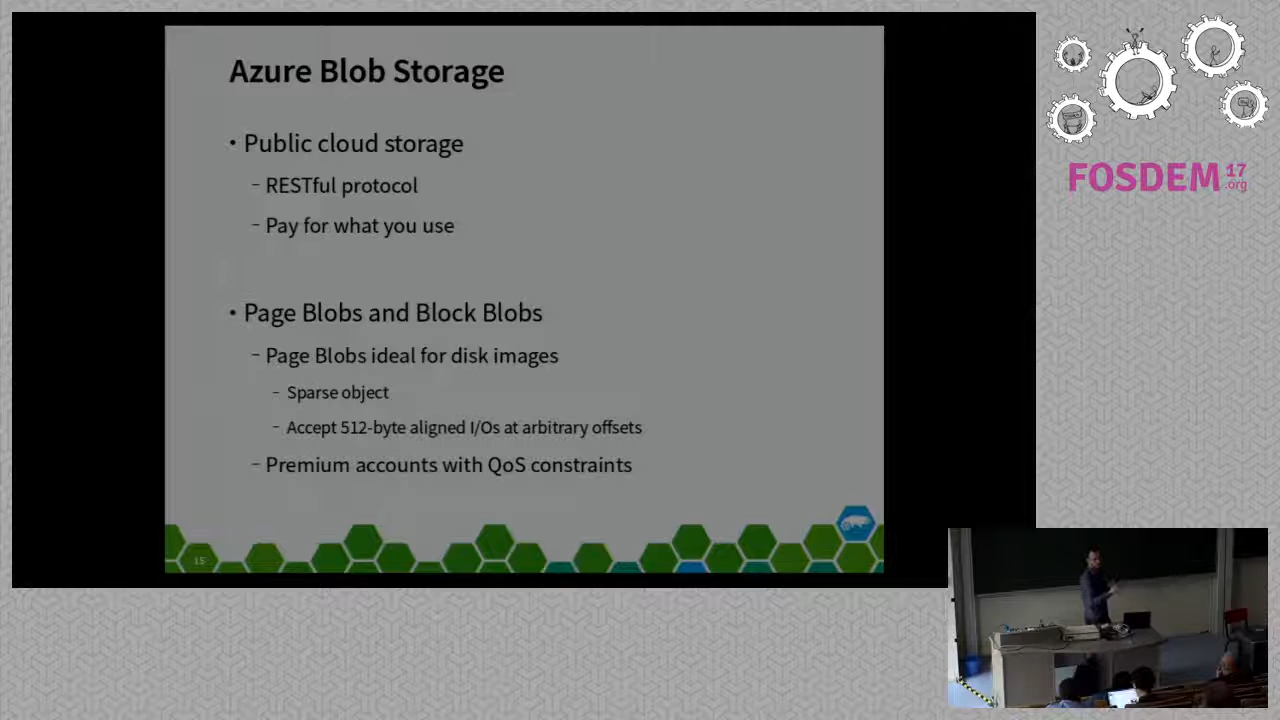 Azure Blob Storage
• Public cloud storage
– RESTful protocol
– Pay for what you use
• Page Blobs and Block Blobs
– Page Blobs ideal for disk images
– Sparse object
– Accept 512-byte aligned I/Os at arbitrary offsets
– Premium accounts with QoS constraints
15
FOSDEM 17
.org